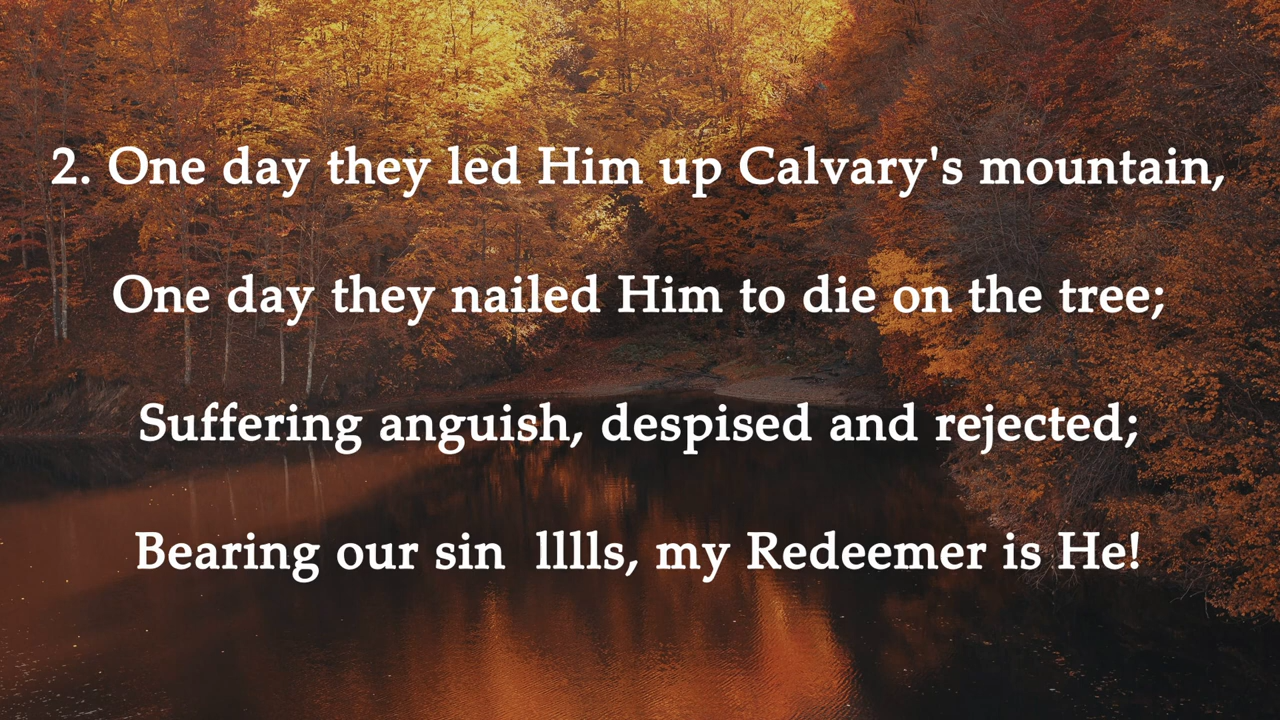 2. One day they led Him up Calvary's mountain,
One day they nailed Him to die on the tree;
Suffering anguish, despised and rejected;
Bearing our sin  lllls, my Redeemer is He!